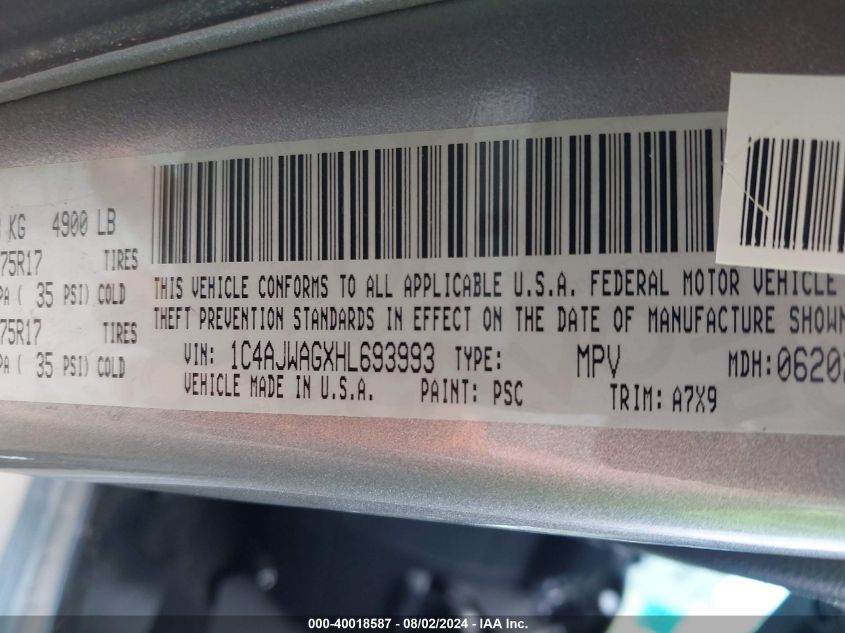 KG 4900 LB
75R17 TIRES
PA ( 35 PSI) COLD
75R17 TIRES
PA ( 35 PSI) COLD
THIS VEHICLE CONFORMS TO ALL APPLICABLE U.S.A. FEDERAL MOTOR VEHICLE
THEFT PREVENTION STANDARDS IN EFFECT ON THE DATE OF MANUFACTURE SHOWN
VIN: 1C4AJWAGXHL693993 TYPE: MPV MDH: 06202
VEHICLE MADE IN U.S.A. PAINT: PSC TRIM: A7X9
000-40018587 - 08/02/2024 - IAA Inc.